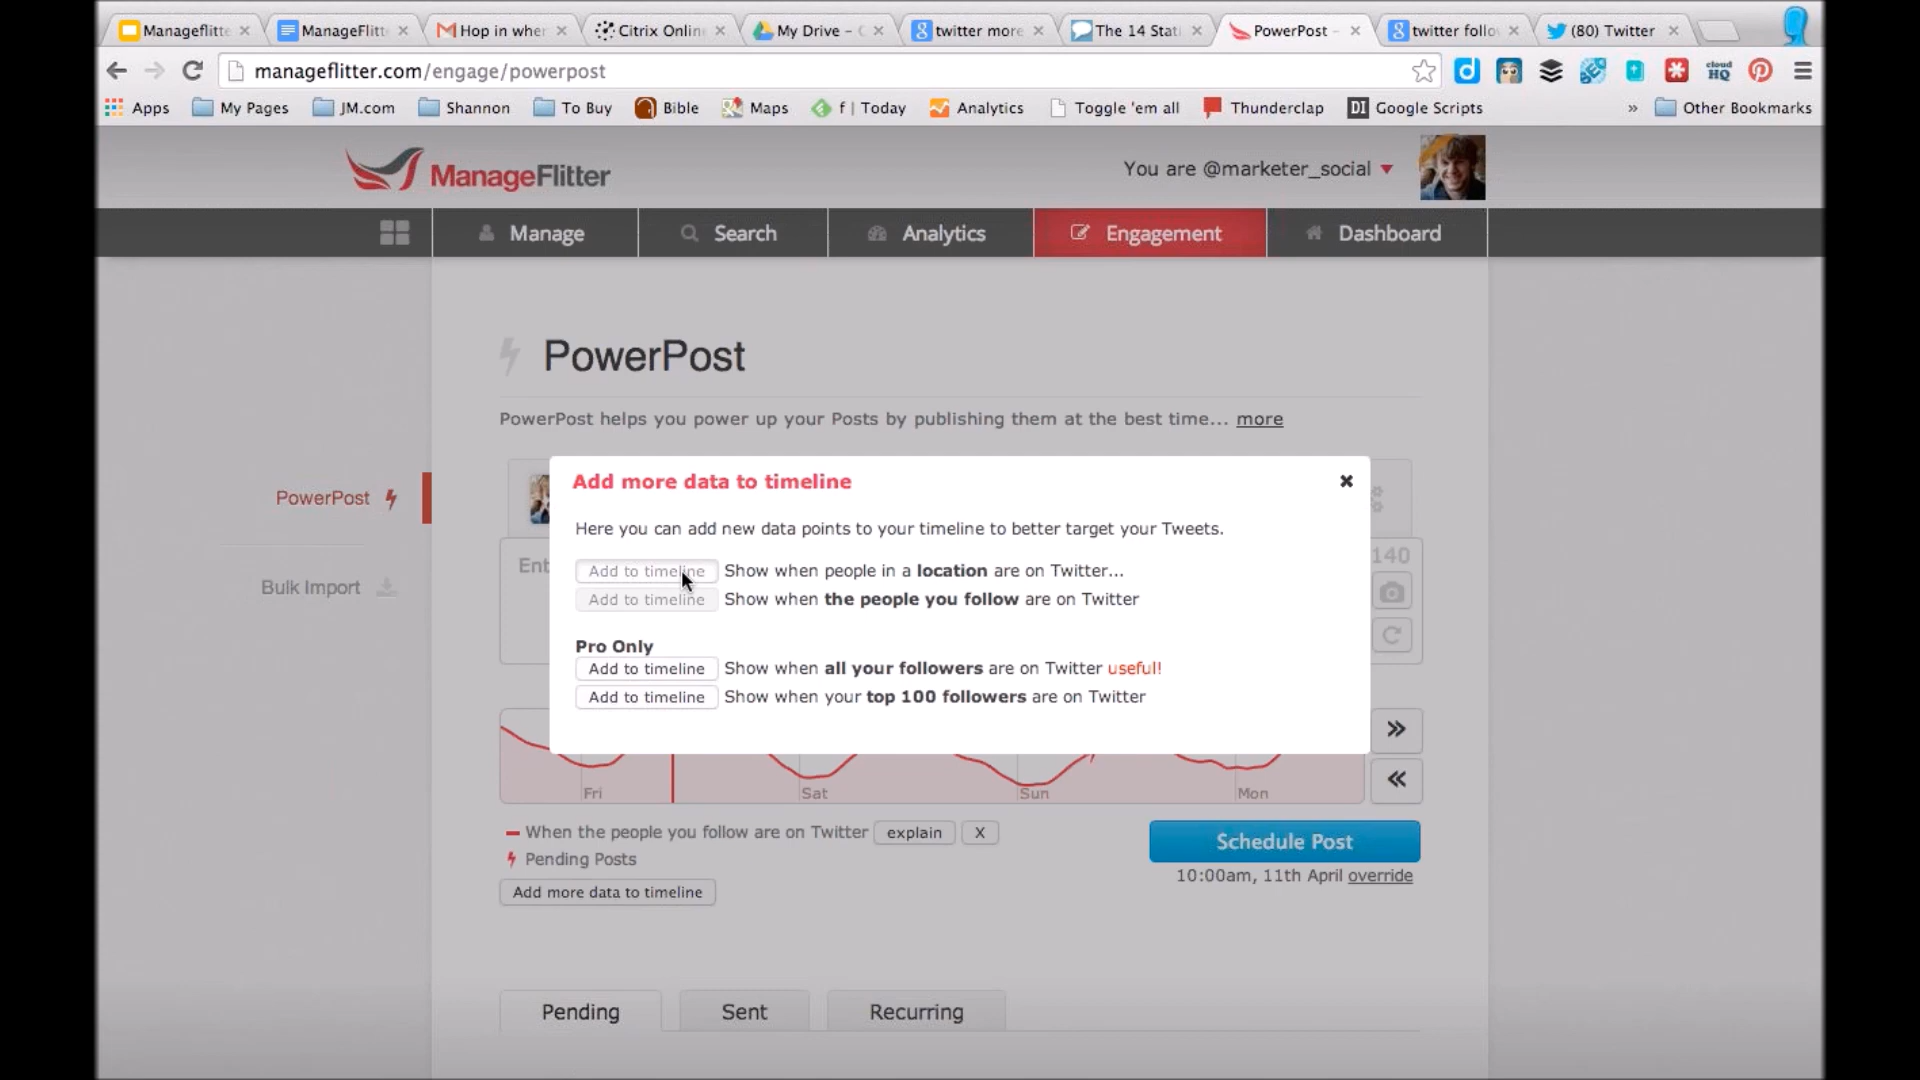 Manageflitte
ManageFlitt
Hop in wher
Citrix Onlin
My Drive –
twitter more
The 14 Stati
PowerPost –
twitter follo
(80) Twitter
manageflitter.com/engage/powerpost
cloud HQ
Apps
My Pages
JM.com
Shannon
To Buy
Bible
Maps
f | Today
Analytics
Toggle 'em all
Thunderclap
DI Google Scripts
» Other Bookmarks
ManageFlitter
You are @marketer_social
Manage
Search
Analytics
Engagement
Dashboard
PowerPost
PowerPost helps you power up your Posts by publishing them at the best time... more
PowerPost
Bulk Import
Add more data to timeline
Here you can add new data points to your timeline to better target your Tweets.
Add to timeline Show when people in a location are on Twitter...
Add to timeline Show when the people you follow are on Twitter
Pro Only
Add to timeline Show when all your followers are on Twitter useful!
Add to timeline Show when your top 100 followers are on Twitter
Ent
140
Fri
Sat
Sun
Mon
When the people you follow are on Twitter explain X
Pending Posts
Add more data to timeline
Schedule Post
10:00am, 11th April override
Pending
Sent
Recurring